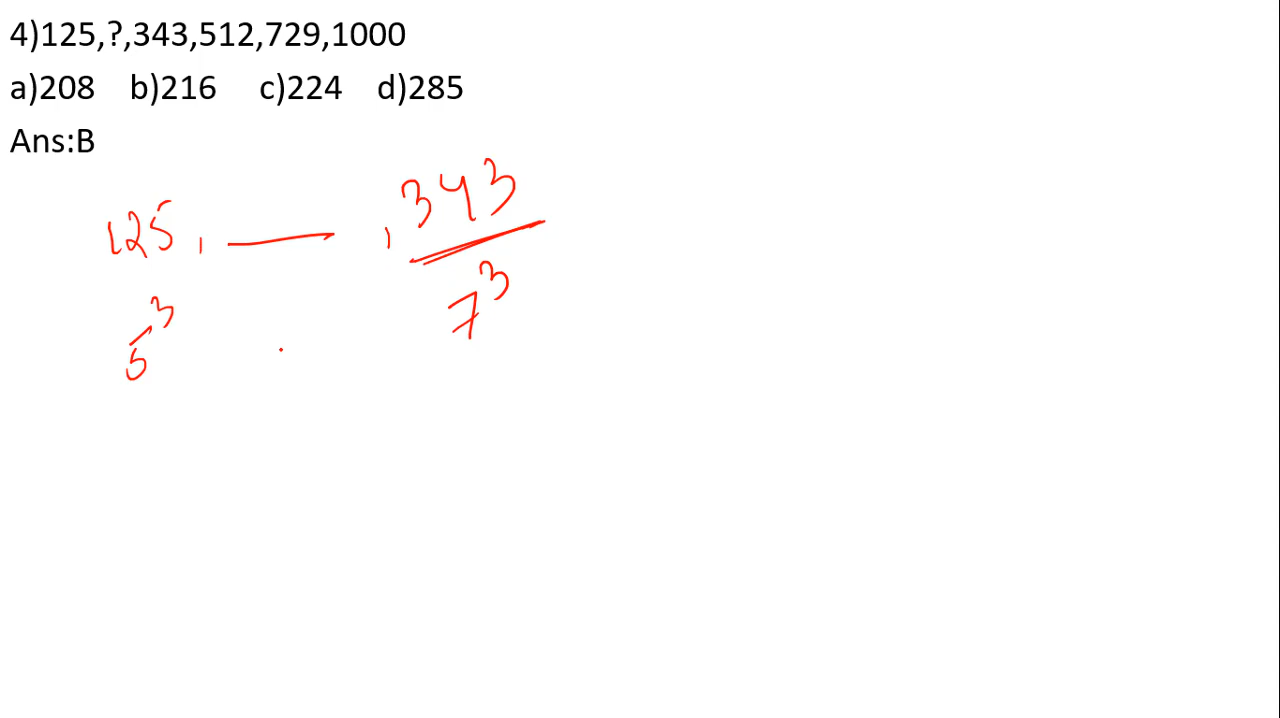 4)125,?,343,512,729,1000
a)208 b)216 c)224 d)285
Ans:B
125, ,343
5³ 7³